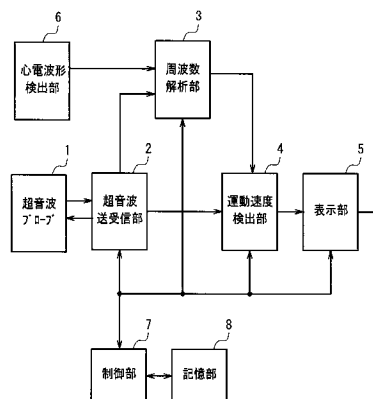 6
3
心電波形
検出部
周波数
解析部
1
2
4
5
超音波
ﾌﾟﾛｰﾌﾞ
超音波
送受信部
運動速度
検出部
表示部
7
8
制御部
記憶部